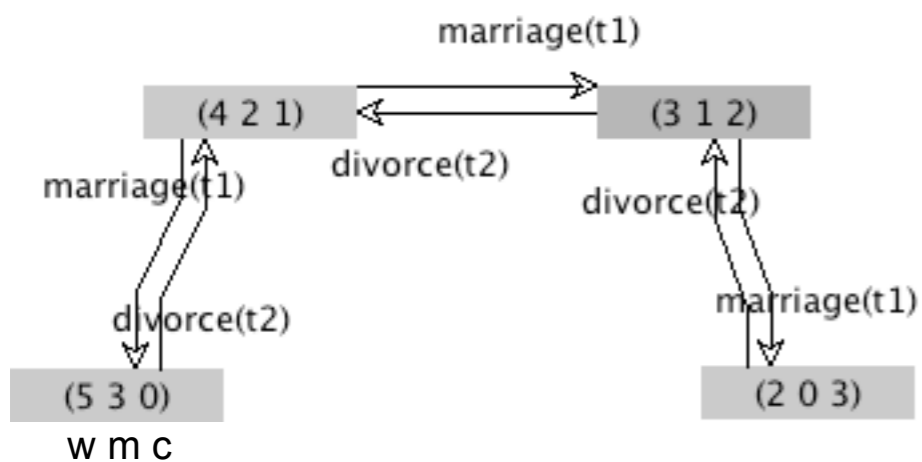 marriage(t1)
(4 2 1)
(3 1 2)
divorce(t2)
marriage(t1)
divorce(t2)
divorce(t2)
marriage(t1)
(5 3 0)
(2 0 3)
w m c